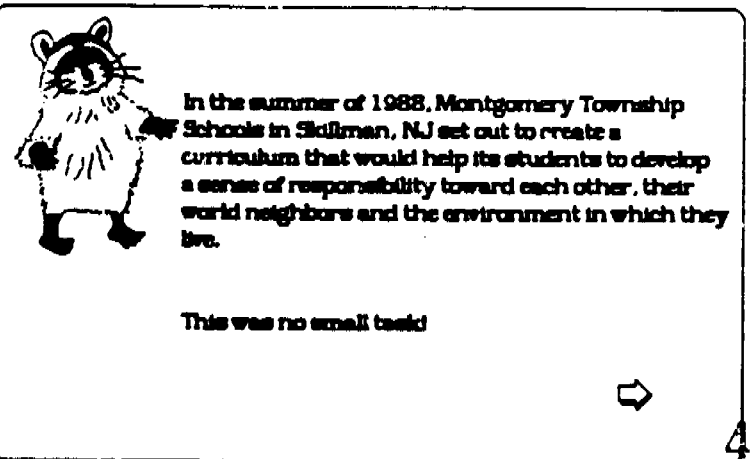 In the summer of 1988, Montgomery Township
Schools in Skillman, NJ set out to create a
curriculum that would help its students to develop
a sense of responsibility toward each other, their
world neighbors and the environment in which they
live.
This was no small task!
4